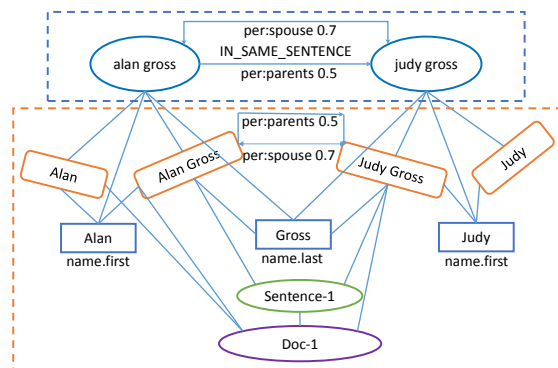 per:spouse 0.7
IN_SAME_SENTENCE
alan gross
judy gross
per:parents 0.5
per:parents 0.5
Alan
Alan Gross
per:spouse 0.7
Judy Gross
Judy
Alan
Gross
Judy
name.first
name.last
name.first
Sentence-1
Doc-1